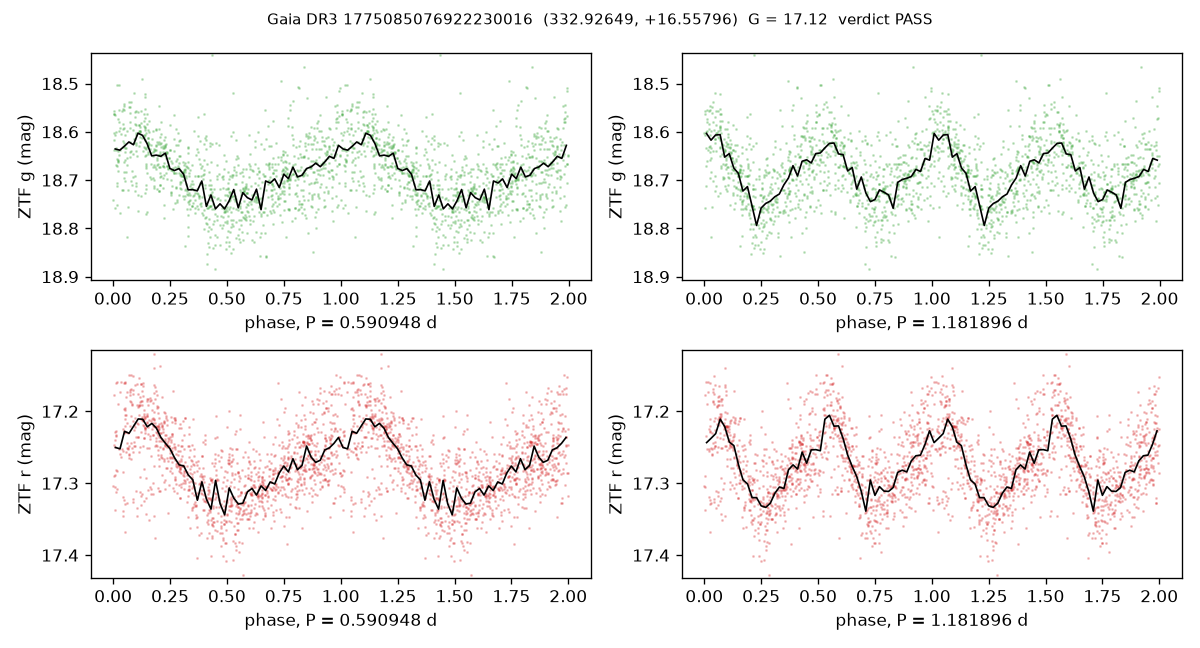 Gaia DR3 1775085076922230016 (332.92649, +16.55796) G = 17.12 verdict PASS
ZTF g (mag)
18.5
18.6
18.7
18.8
18.9
0.00 0.25 0.50 0.75 1.00 1.25 1.50 1.75 2.00
phase, P = 0.590948 d
ZTF g (mag)
18.5
18.6
18.7
18.8
18.9
0.00 0.25 0.50 0.75 1.00 1.25 1.50 1.75 2.00
phase, P = 1.181896 d
ZTF r (mag)
17.2
17.3
17.4
0.00 0.25 0.50 0.75 1.00 1.25 1.50 1.75 2.00
phase, P = 0.590948 d
ZTF r (mag)
17.2
17.3
17.4
0.00 0.25 0.50 0.75 1.00 1.25 1.50 1.75 2.00
phase, P = 1.181896 d